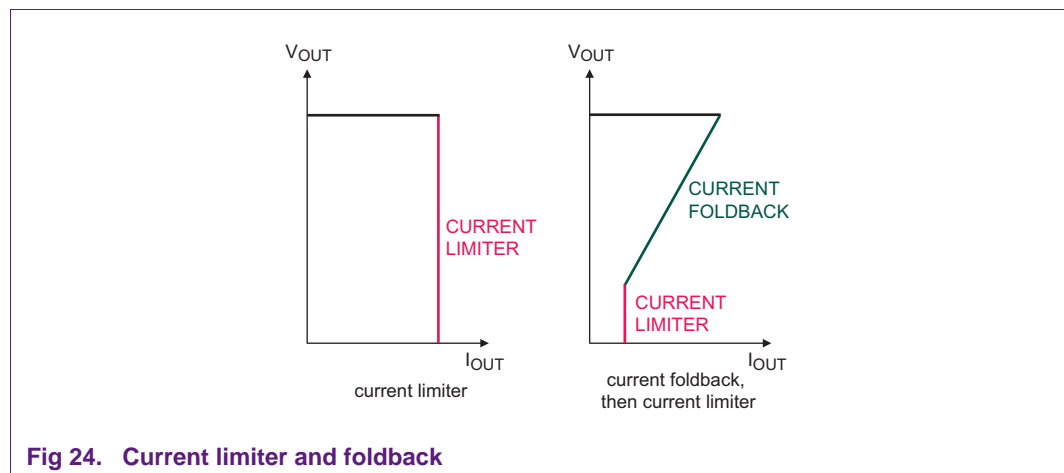 VOUT
CURRENT
LIMITER
IOUT
current limiter
VOUT
CURRENT
FOLDBACK
CURRENT
LIMITER
IOUT
current foldback,
then current limiter
Fig 24. Current limiter and foldback